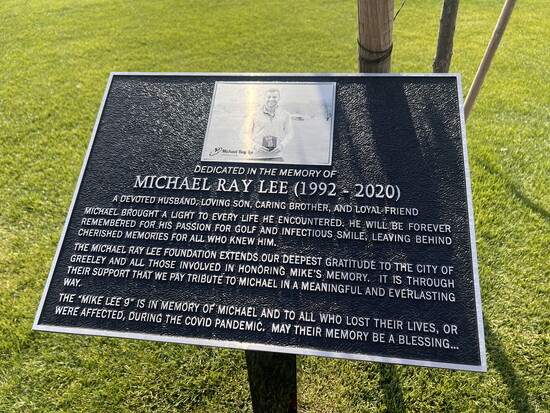 Michael Ray Lee
DEDICATED IN THE MEMORY OF
MICHAEL RAY LEE (1992 - 2020)
A DEVOTED HUSBAND, LOVING SON, CARING BROTHER, AND LOYAL FRIEND
MICHAEL BROUGHT A LIGHT TO EVERY LIFE HE ENCOUNTERED. HE WILL BE FOREVER
REMEMBERED FOR HIS PASSION FOR GOLF AND INFECTIOUS SMILE, LEAVING BEHIND
CHERISHED MEMORIES FOR ALL WHO KNEW HIM.
THE MICHAEL RAY LEE FOUNDATION EXTENDS OUR DEEPEST GRATITUDE TO THE CITY OF
GREELEY AND ALL THOSE INVOLVED IN HONORING MIKE'S MEMORY. IT IS THROUGH
THEIR SUPPORT THAT WE PAY TRIBUTE TO MICHAEL IN A MEANINGFUL AND EVERLASTING
WAY.
THE "MIKE LEE 9" IS IN MEMORY OF MICHAEL AND TO ALL WHO LOST THEIR LIVES, OR
WERE AFFECTED, DURING THE COVID PANDEMIC. MAY THEIR MEMORY BE A BLESSING...